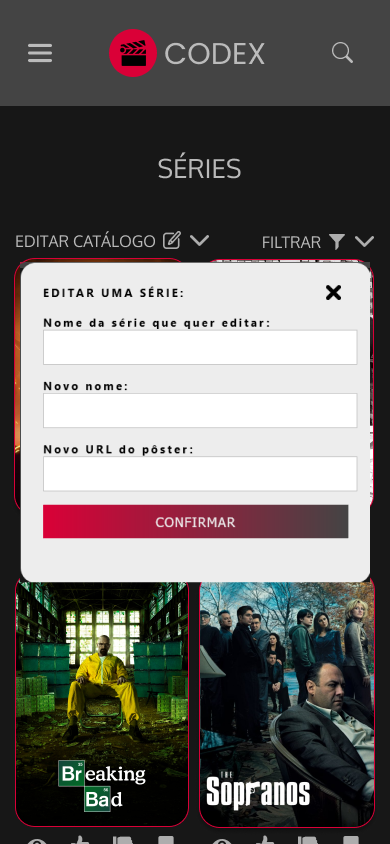 CODEX
SÉRIES
EDITAR CATÁLOGO
FILTRAR
EDITAR UMA SÉRIE:
Nome da série que quer editar:
Novo nome:
Novo URL do pôster:
CONFIRMAR
Breaking
Bad
THE
Sopranos